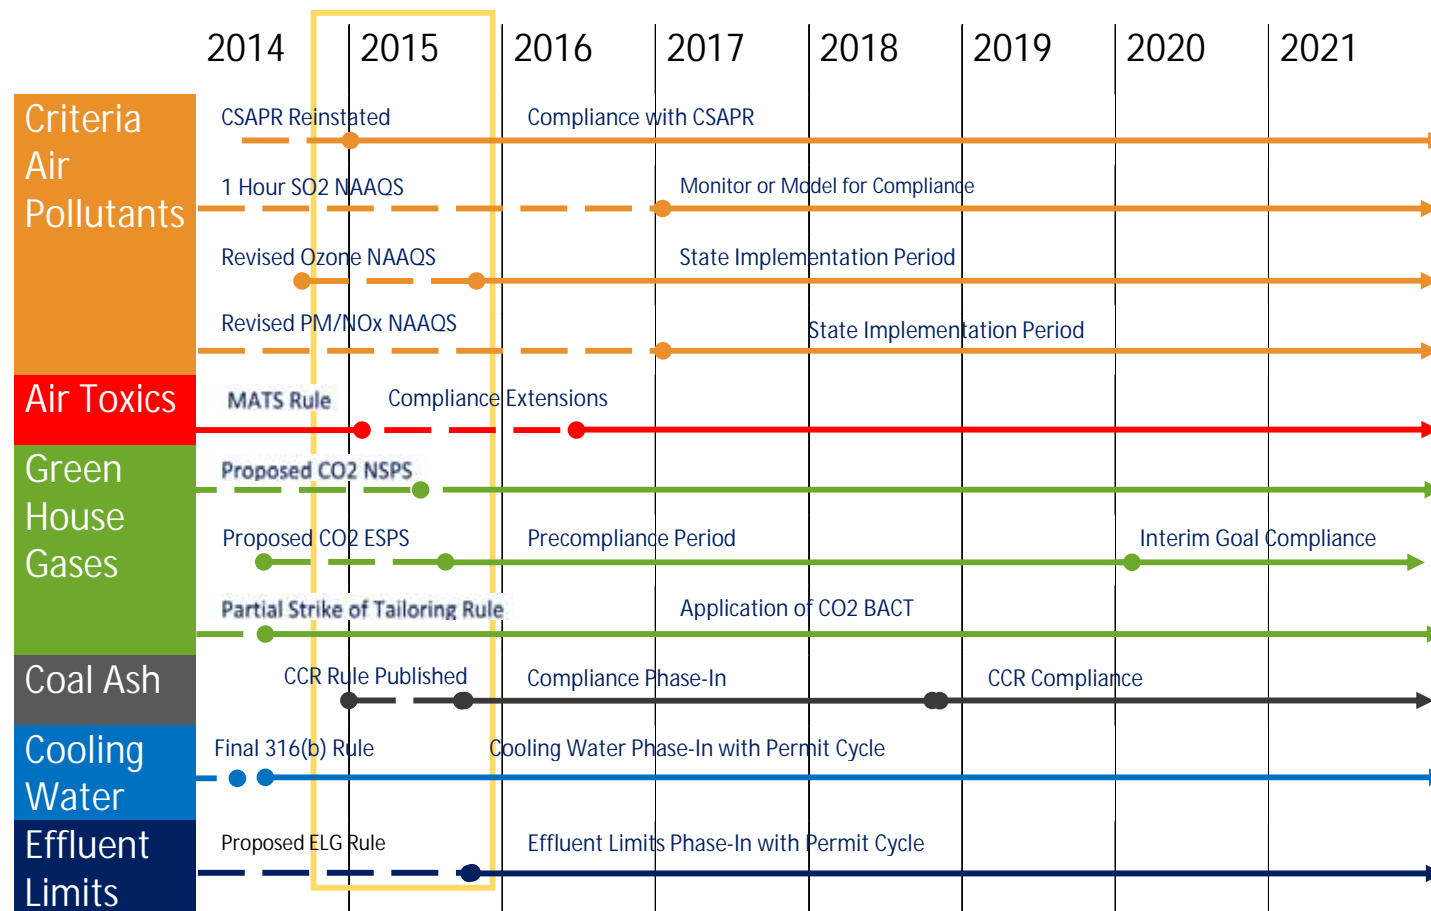 2014 2015 2016 2017 2018 2019 2020 2021
Criteria
Air
Pollutants
CSAPR Reinstated Compliance with CSAPR
1 Hour SO2 NAAQS Monitor or Model for Compliance
Revised Ozone NAAQS State Implementation Period
Revised PM/NOx NAAQS State Implementation Period
Air Toxics
MATS Rule Compliance Extensions
Green
House
Gases
Proposed CO2 NSPS
Proposed CO2 ESPS Precompliance Period Interim Goal Compliance
Partial Strike of Tailoring Rule Application of CO2 BACT
Coal Ash
CCR Rule Published Compliance Phase-In CCR Compliance
Cooling
Water
Final 316(b) Rule Cooling Water Phase-In with Permit Cycle
Effluent
Limits
Proposed ELG Rule Effluent Limits Phase-In with Permit Cycle